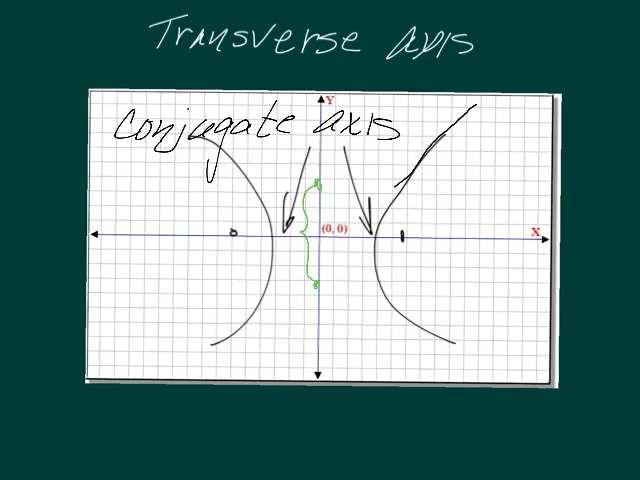 Transverse axis
Y
conjugate axis
(0, 0)
X